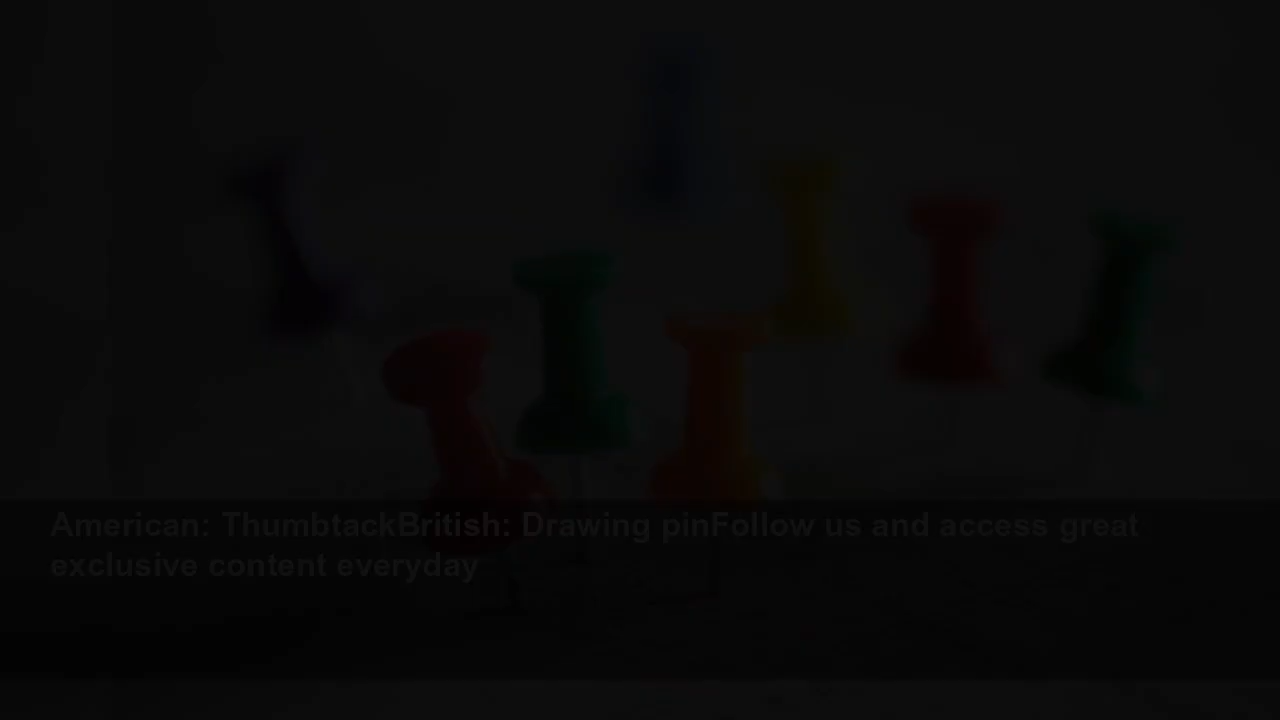 American: ThumbtackBritish: Drawing pinFollow us and access great
exclusive content everyday